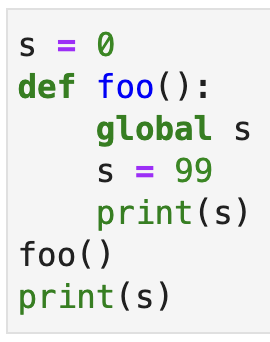 s = 0
def foo():
    global s
    s = 99
    print(s)
foo()
print(s)